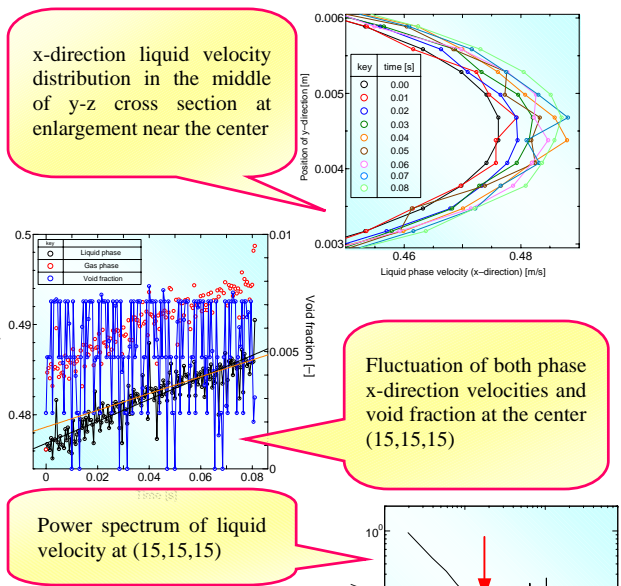 x-direction liquid velocity
distribution in the middle
of y-z cross section at
enlargement near the center
0.006
0.005
0.004
0.003
Position of y–direction [m]
key time [s]
0.00
0.01
0.02
0.03
0.04
0.05
0.06
0.07
0.08
0.46 0.48
Liquid phase velocity (x–direction) [m/s]
0.5
0.49
0.48
key
Liquid phase
Gas phase
Void fraction
0.01
0.005
0
Void fraction [–]
0 0.02 0.04 0.06 0.08
Time [s]
Fluctuation of both phase
x-direction velocities and
void fraction at the center
(15,15,15)
Power spectrum of liquid
velocity at (15,15,15)
10^0